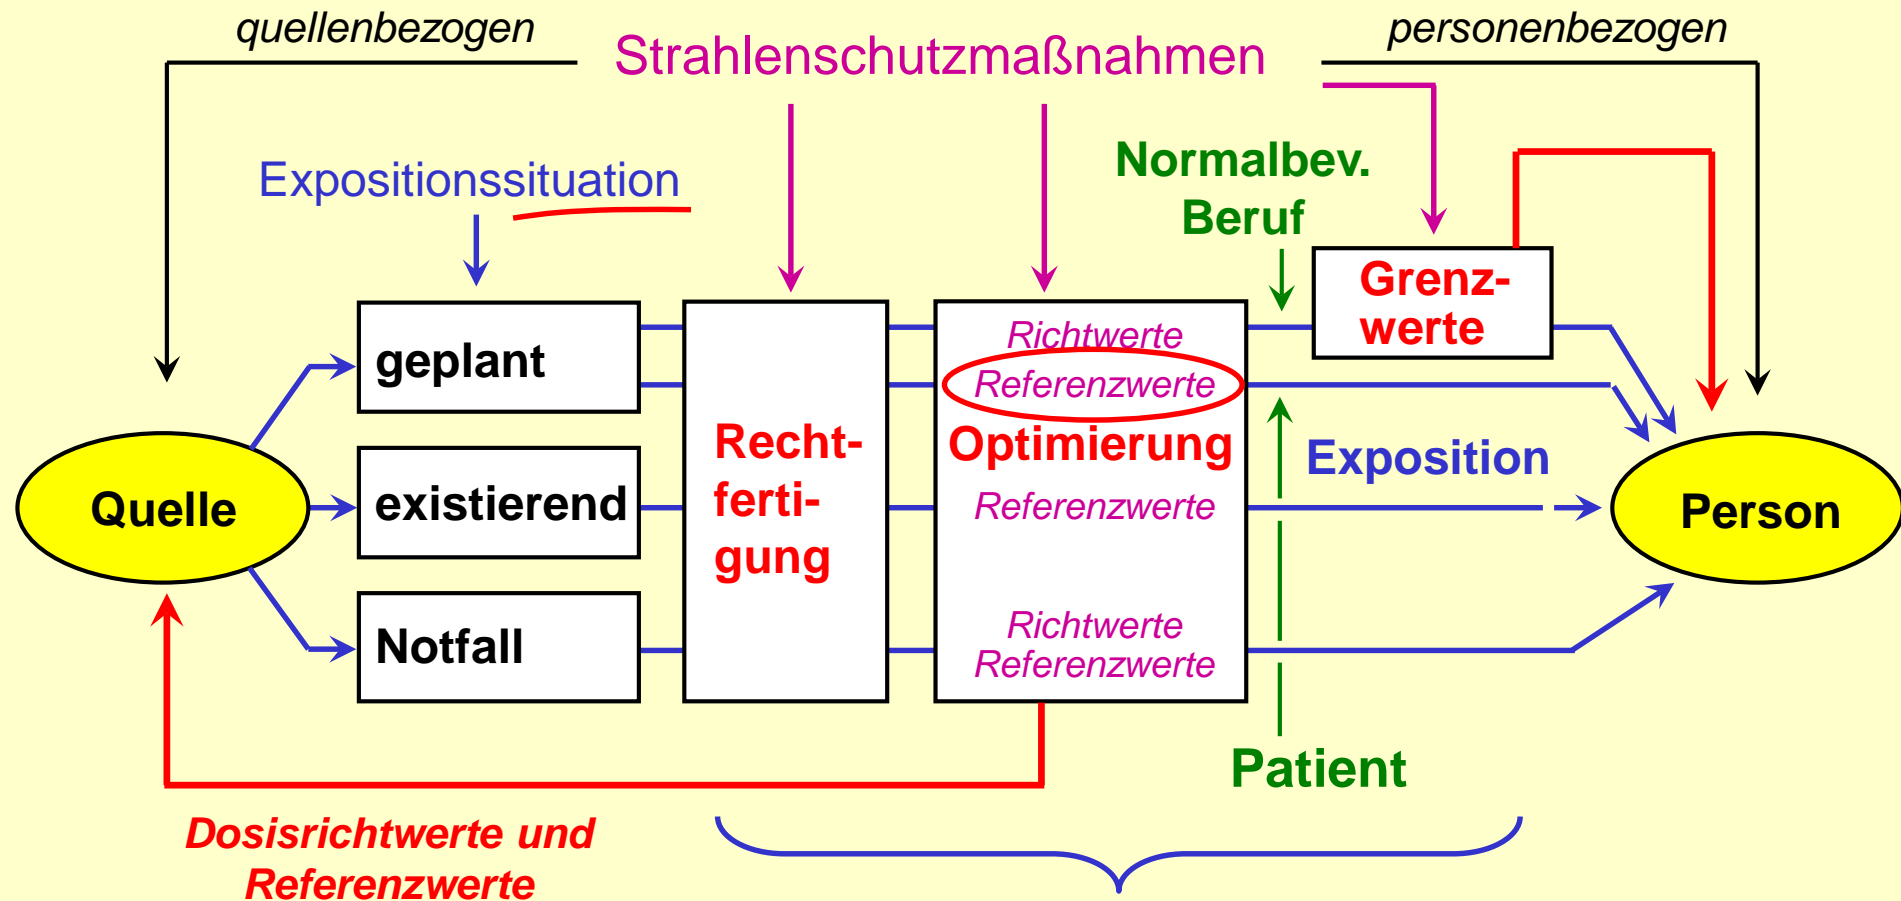 quellenbezogen
Strahlenschutzmaßnahmen
personenbezogen
Expositionssituation
Normalbev.
Beruf
Grenz-
werte
geplant
existierend
Notfall
Recht-
ferti-
gung
Richtwerte
Referenzwerte
Optimierung
Referenzwerte
Richtwerte
Referenzwerte
Exposition
Quelle
Person
Patient
Dosisrichtwerte und
Referenzwerte